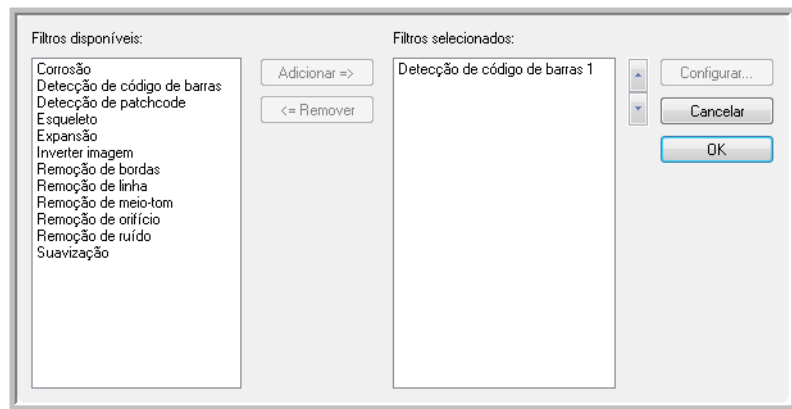 Filtros disponíveis:
Corrosão
Detecção de código de barras
Detecção de patchcode
Esqueleto
Expansão
Inverter imagem
Remoção de bordas
Remoção de linha
Remoção de meio-tom
Remoção de orifício
Remoção de ruído
Suavização
Adicionar =>
<= Remover
Filtros selecionados:
Detecção de código de barras 1
Configurar...
Cancelar
OK